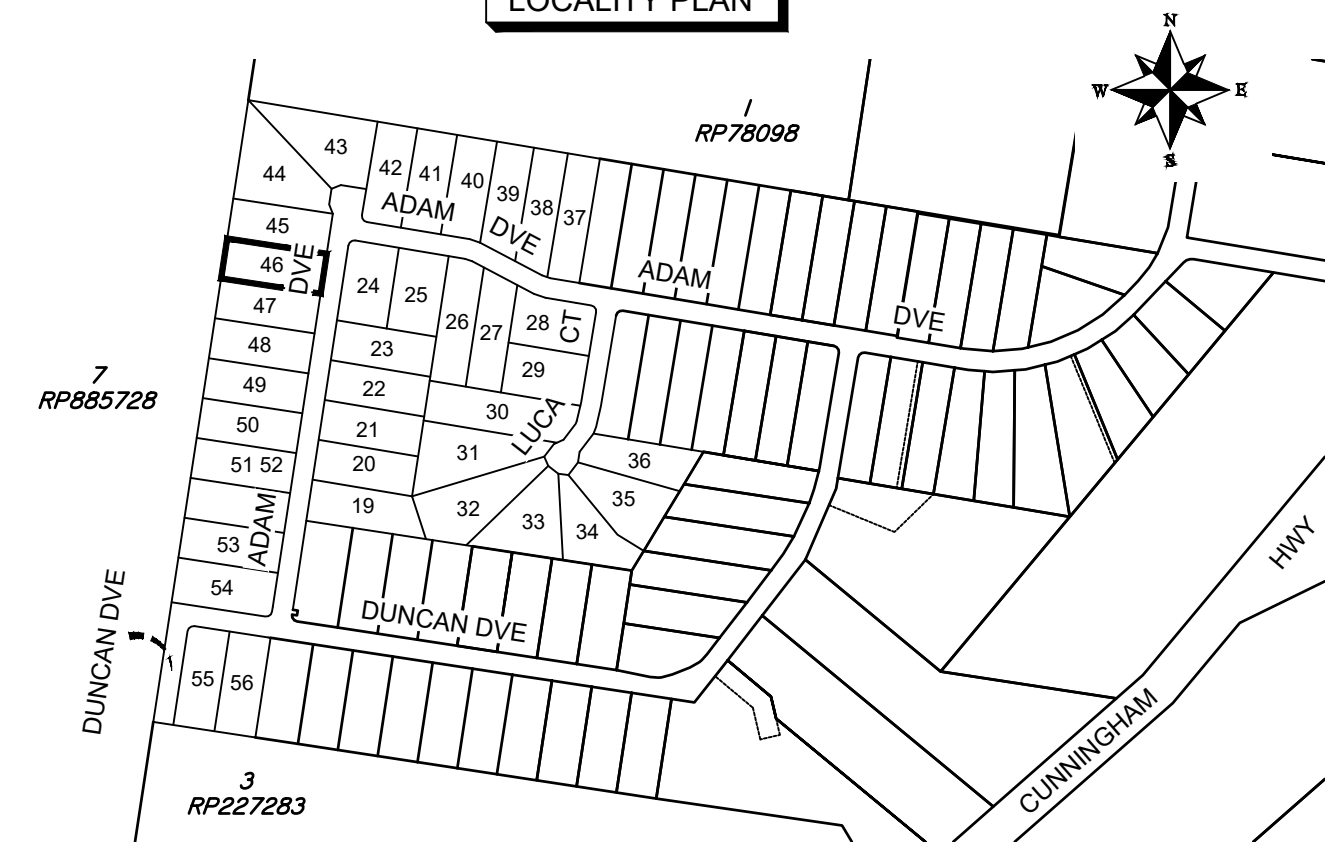 LOCALITY PLAN
N
W E
S
1
RP78098
43
42 41 40 39 38 37
44
ADAM DVE
45
46 DVE
ADAM DVE
47
24 25 26 27 28 CT
48
23 29
7
RP885728
49
22
30 LUCA
50
21
31
51 52
20
36
19
32 33 34 35
ADAM
53
54
HWY
DUNCAN DVE
DUNCAN DVE
55 56
CUNNINGHAM
3
RP227283